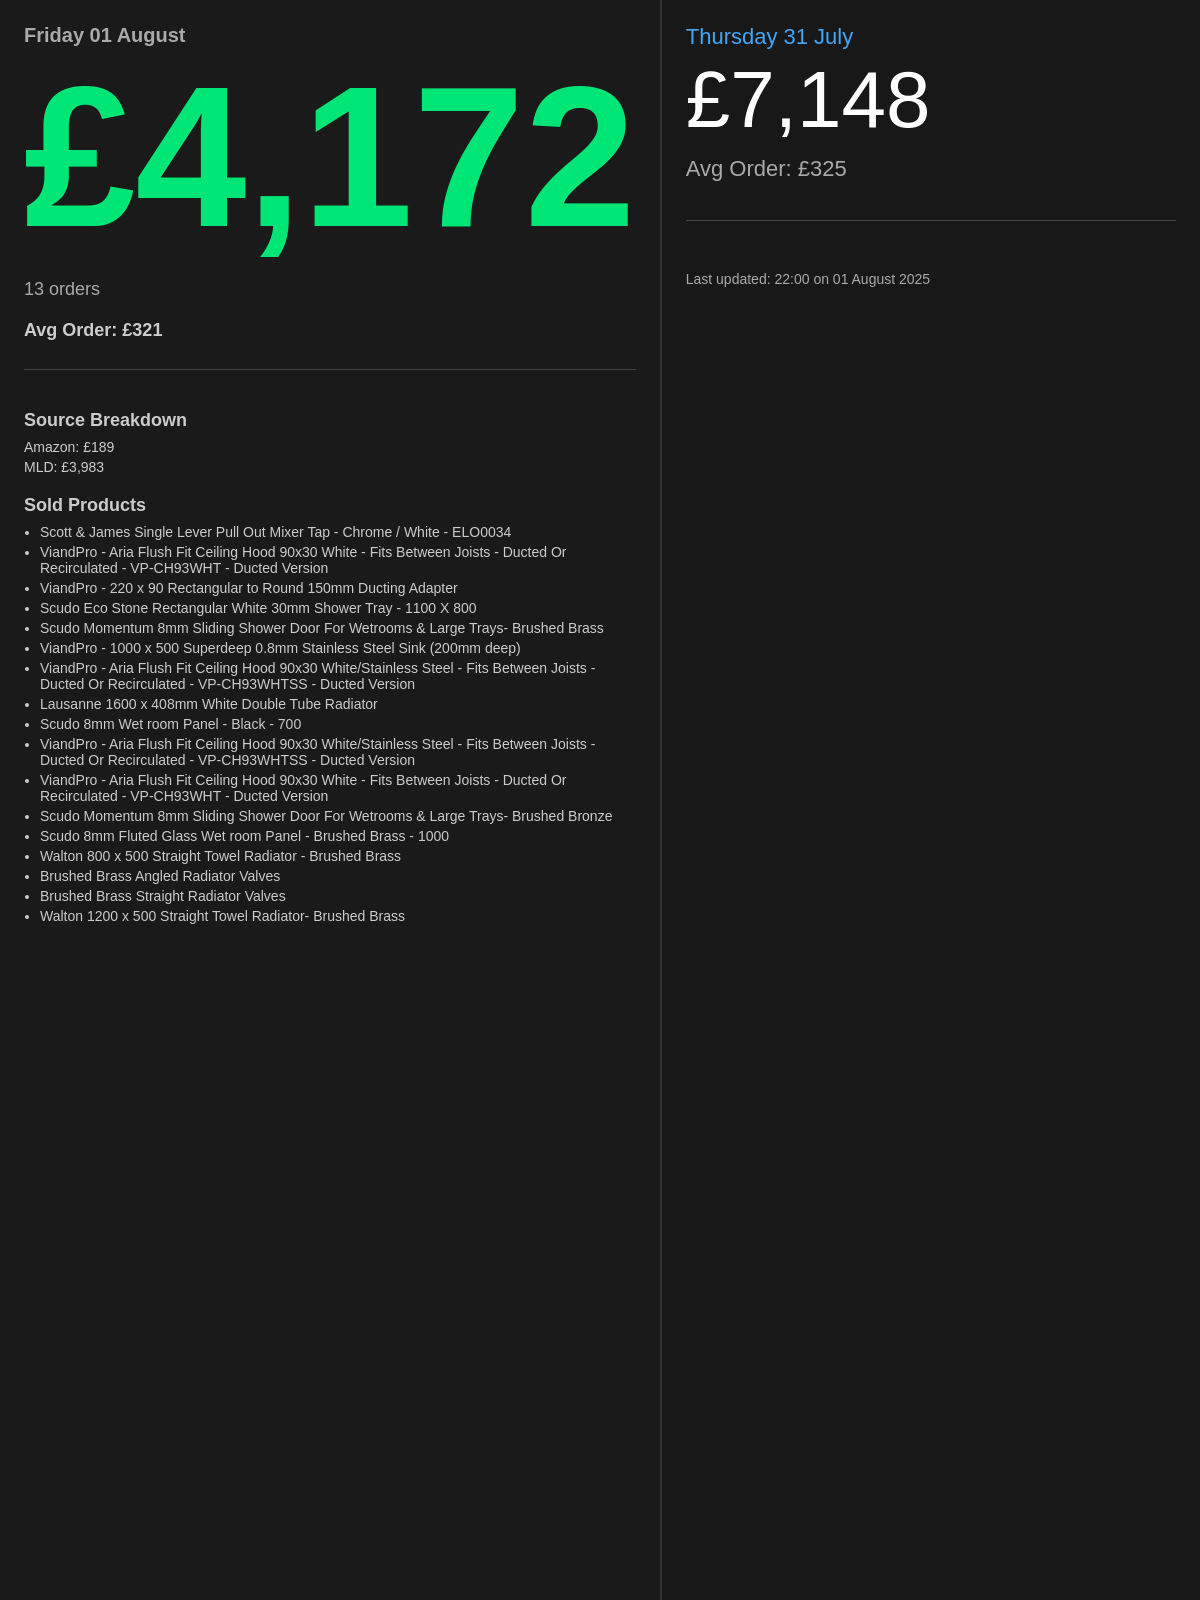 Friday 01 August
£4,172
13 orders
Avg Order: £321
Source Breakdown
Amazon: £189
MLD: £3,983
Sold Products
• Scott & James Single Lever Pull Out Mixer Tap - Chrome / White - ELO0034
• ViandPro - Aria Flush Fit Ceiling Hood 90x30 White - Fits Between Joists - Ducted Or
Recirculated - VP-CH93WHT - Ducted Version
• ViandPro - 220 x 90 Rectangular to Round 150mm Ducting Adapter
• Scudo Eco Stone Rectangular White 30mm Shower Tray - 1100 X 800
• Scudo Momentum 8mm Sliding Shower Door For Wetrooms & Large Trays- Brushed Brass
• ViandPro - 1000 x 500 Superdeep 0.8mm Stainless Steel Sink (200mm deep)
• ViandPro - Aria Flush Fit Ceiling Hood 90x30 White/Stainless Steel - Fits Between Joists -
Ducted Or Recirculated - VP-CH93WHTSS - Ducted Version
• Lausanne 1600 x 408mm White Double Tube Radiator
• Scudo 8mm Wet room Panel - Black - 700
• ViandPro - Aria Flush Fit Ceiling Hood 90x30 White/Stainless Steel - Fits Between Joists -
Ducted Or Recirculated - VP-CH93WHTSS - Ducted Version
• ViandPro - Aria Flush Fit Ceiling Hood 90x30 White - Fits Between Joists - Ducted Or
Recirculated - VP-CH93WHT - Ducted Version
• Scudo Momentum 8mm Sliding Shower Door For Wetrooms & Large Trays- Brushed Bronze
• Scudo 8mm Fluted Glass Wet room Panel - Brushed Brass - 1000
• Walton 800 x 500 Straight Towel Radiator - Brushed Brass
• Brushed Brass Angled Radiator Valves
• Brushed Brass Straight Radiator Valves
• Walton 1200 x 500 Straight Towel Radiator- Brushed Brass
Thursday 31 July
£7,148
Avg Order: £325
Last updated: 22:00 on 01 August 2025